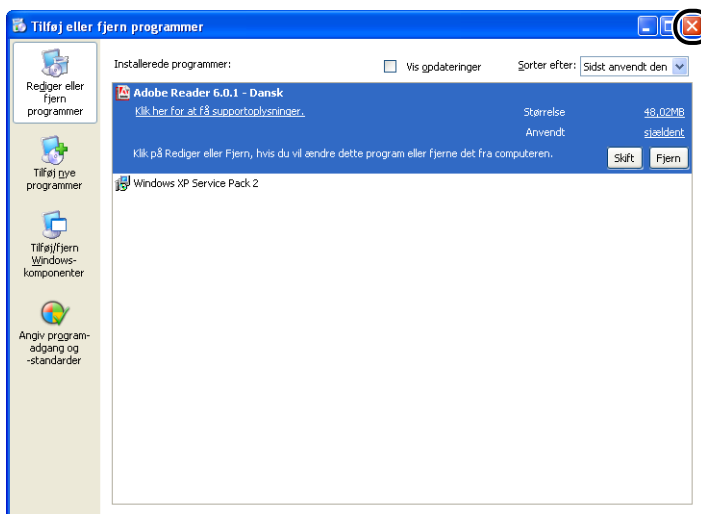 Tilføj eller fjern programmer
Rediger eller
fjern
programmer
Tilføj nye
programmer
Tilføj/fjern
Windows-
komponenter
Angiv program-
adgang og
-standarder
Installerede programmer:
Vis opdateringer
Sorter efter:
Sidst anvendt den
Adobe Reader 6.0.1 - Dansk
Klik her for at få supportoplysninger.
Størrelse
48,02MB
Anvendt
sjældent
Klik på Rediger eller Fjern, hvis du vil ændre dette program eller fjerne det fra computeren.
Skift
Fjern
Windows XP Service Pack 2